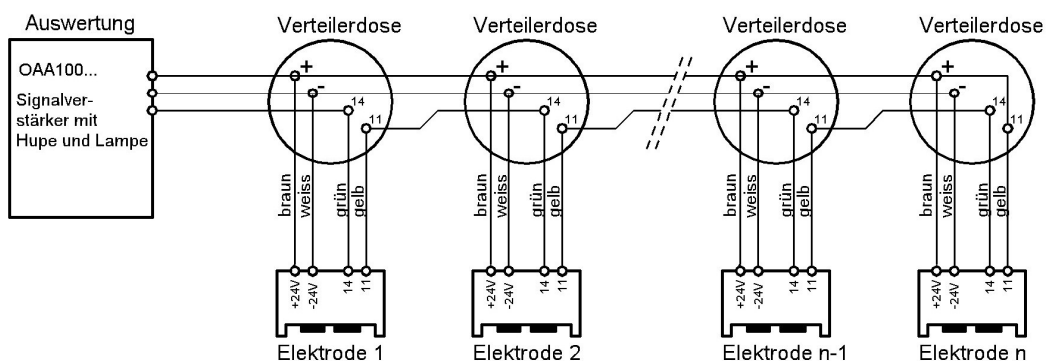 Auswertung
Verteilerdose
Verteilerdose
Verteilerdose
Verteilerdose
OAA100...
Signalver-
stärker mit
Hupe und Lampe
+
-
14
11
+
-
14
11
+
-
14
11
+
-
14
11
braun
weiss
grün
gelb
braun
weiss
grün
gelb
braun
weiss
grün
gelb
braun
weiss
grün
gelb
+24V
-24V
14
11
+24V
-24V
14
11
+24V
-24V
14
11
+24V
-24V
14
11
Elektrode 1
Elektrode 2
Elektrode n-1
Elektrode n